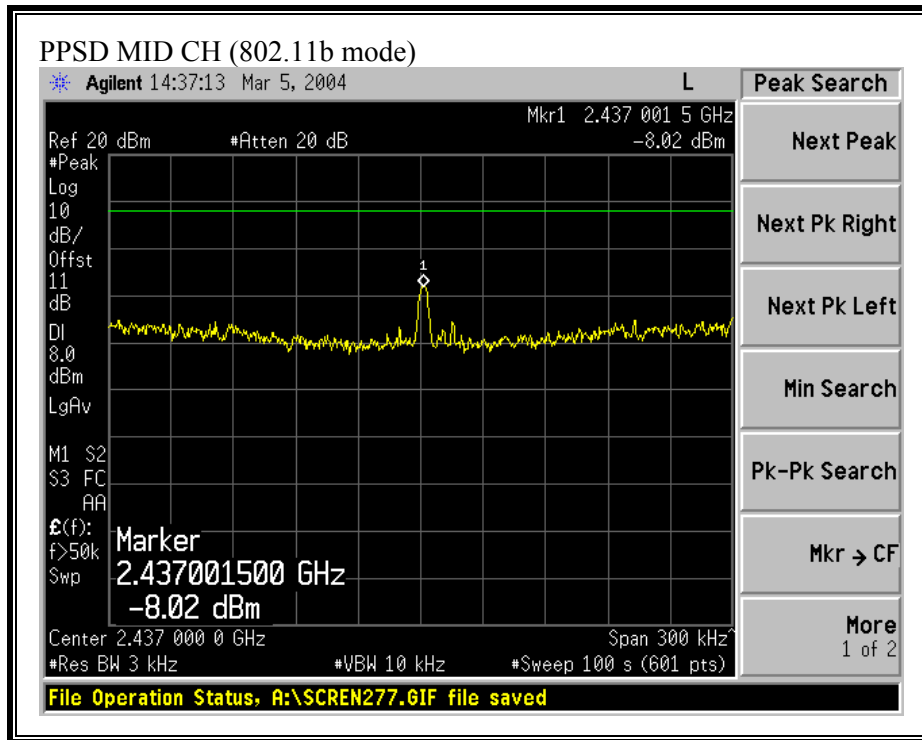 PPSD MID CH (802.11b mode)
Agilent 14:37:13 Mar 5, 2004 L
Peak Search
Mkr1 2.437 001 5 GHz
Ref 20 dBm #Atten 20 dB -8.02 dBm
Next Peak
#Peak
Log
10
dB/
Offst
11
dB
DI
8.0
dBm
LgAv
1
Next Pk Right
Next Pk Left
Min Search
M1 S2
S3 FC
AA
£(f):
f>50k
Swp
Marker
2.437001500 GHz
-8.02 dBm
Pk-Pk Search
Mkr → CF
Center 2.437 000 0 GHz Span 300 kHz^
#Res BW 3 kHz #VBW 10 kHz #Sweep 100 s (601 pts)
More
1 of 2
File Operation Status, A:\SCREN277.GIF file saved